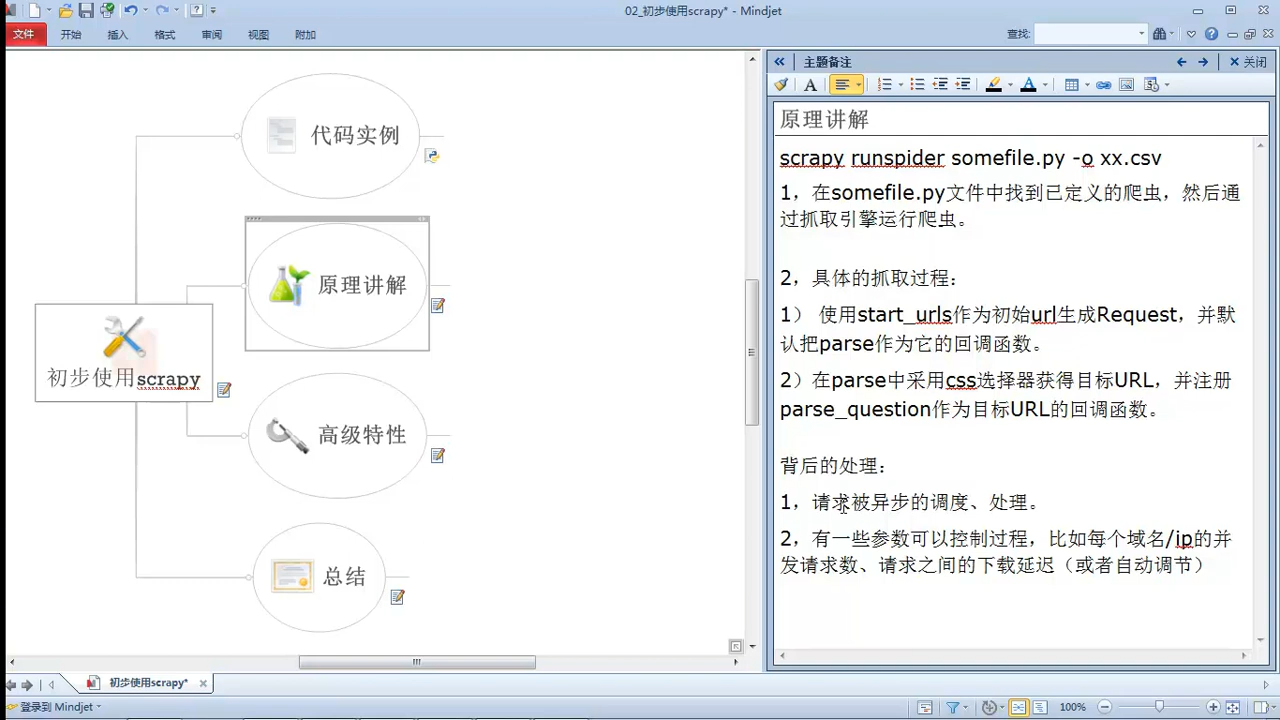 02_初步使用scrapy* - Mindjet
文件 开始 插入 格式 审阅 视图 附加 查找:
代码实例
原理讲解
初步使用scrapy
高级特性
总结
主题备注 关闭
原理讲解
scrapy runspider somefile.py -o xx.csv
1，在somefile.py文件中找到已定义的爬虫，然后通
过抓取引擎运行爬虫。
2，具体的抓取过程：
1） 使用start_urls作为初始url生成Request，并默
认把parse作为它的回调函数。
2）在parse中采用css选择器获得目标URL，并注册
parse_question作为目标URL的回调函数。
背后的处理：
1，请求被异步的调度、处理。
2，有一些参数可以控制过程，比如每个域名/ip的并
发请求数、请求之间的下载延迟（或者自动调节）
初步使用scrapy*
登录到 Mindjet
100%